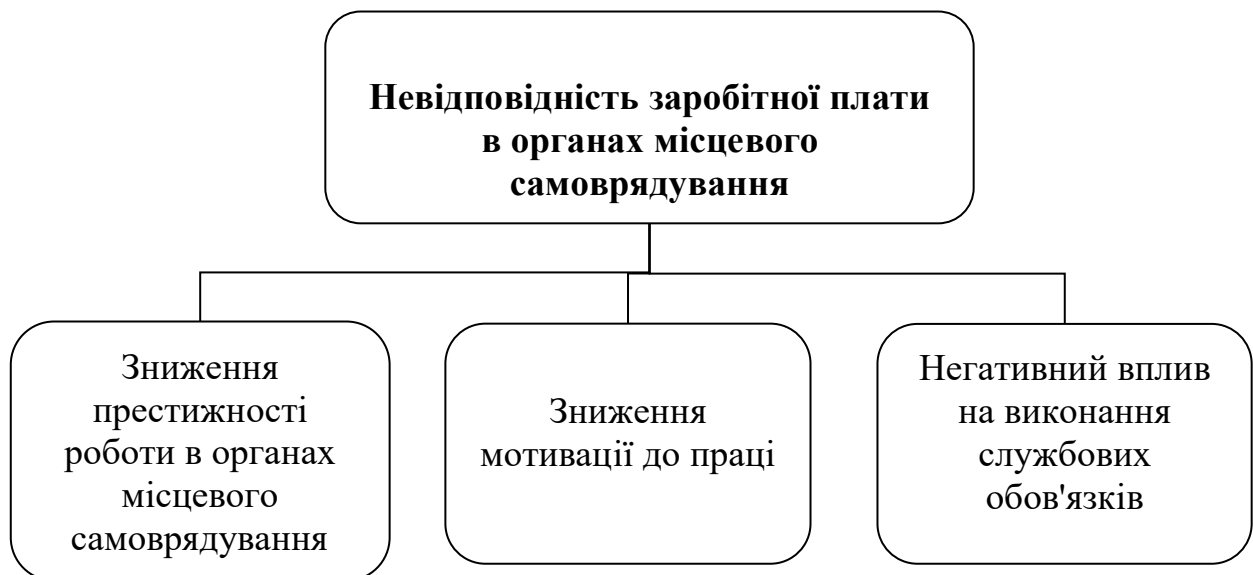 Невідповідність заробітної плати
в органах місцевого
самоврядування
Зниження
престижності
роботи в органах
місцевого
самоврядування
Зниження
мотивації до праці
Негативний вплив
на виконання
службових
обов'язків